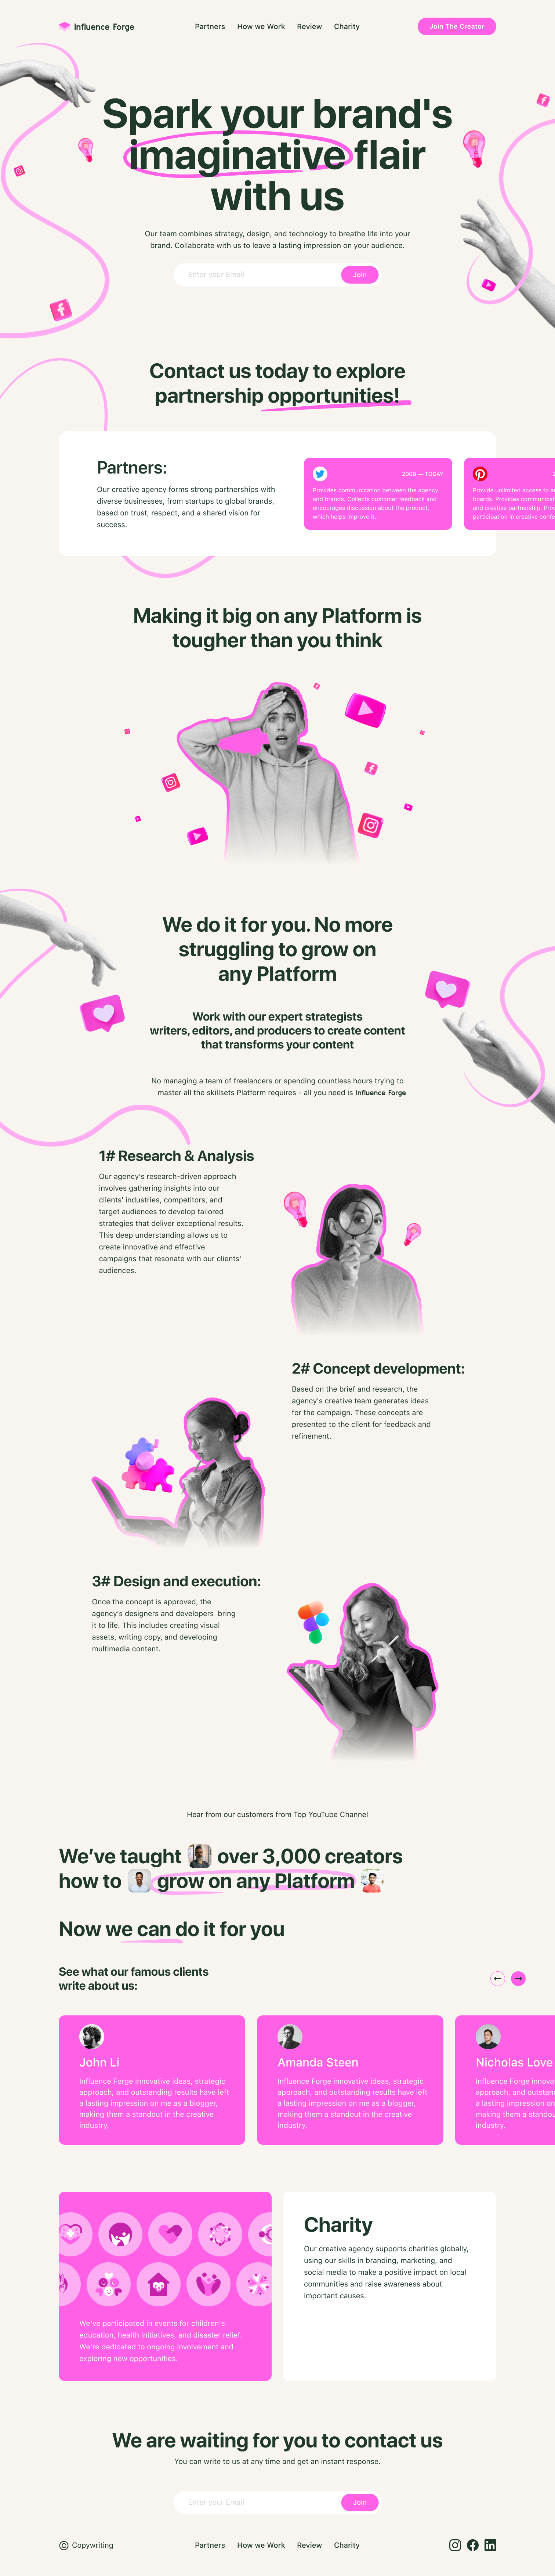 Influence Forge
Partners
How we Work
Review
Charity
Join The Creator
Spark your brand's
imaginative flair
with us
Our team combines strategy, design, and technology to breathe life into your
brand. Collaborate with us to leave a lasting impression on your audience.
Enter your Email
Join
Contact us today to explore
partnership opportunities!
Partners:
Our creative agency forms strong partnerships with
diverse businesses, from startups to global brands,
based on trust, respect, and a shared vision for
success.
2006 — TODAY
Provides communication between the agency
and brands. Collects customer feedback and
encourages discussion about the product,
which helps improve it.
Provide unlimited access to
boards. Provides
and creative partnership.
participation in creative
Making it big on any Platform is
tougher than you think
We do it for you. No more
struggling to grow on
any Platform
Work with our expert strategists
writers, editors, and producers to create content
that transforms your content
No managing a team of freelancers or spending countless hours trying to
master all the skillsets Platform requires - all you need is Influence Forge
1# Research & Analysis
Our agency's research-driven approach
involves gathering insights into our
clients' industries, competitors, and
target audiences to develop tailored
strategies that deliver exceptional results.
This deep understanding allows us to
create innovative and effective
campaigns that resonate with our clients'
audiences.
2# Concept development:
Based on the brief and research, the
agency's creative team generates ideas
for the campaign. These concepts are
presented to the client for feedback and
refinement.
3# Design and execution:
Once the concept is approved, the
agency's designers and developers bring
it to life. This includes creating visual
assets, writing copy, and developing
multimedia content.
Hear from our customers from Top YouTube Channel
We've taught over 3,000 creators
how to grow on any Platform
Now we can do it for you
See what our famous clients
write about us:
John Li
Influence Forge innovative ideas, strategic
approach, and outstanding results have left
a lasting impression on me as a blogger,
making them a standout in the creative
industry.
Amanda Steen
Influence Forge innovative ideas, strategic
approach, and outstanding results have left
a lasting impression on me as a blogger,
making them a standout in the creative
industry.
Nicholas Love
Influence Forge
approach, and
a lasting impression on
making them a
industry.
We've participated in events for children's
education, health initiatives, and disaster relief.
We're dedicated to ongoing involvement and
exploring new opportunities.
Charity
Our creative agency supports charities globally,
using our skills in branding, marketing, and
social media to make a positive impact on local
communities and raise awareness about
important causes.
We are waiting for you to contact us
You can write to us at any time and get an instant response.
Enter your Email
Join
© Copywriting
Partners
How we Work
Review
Charity